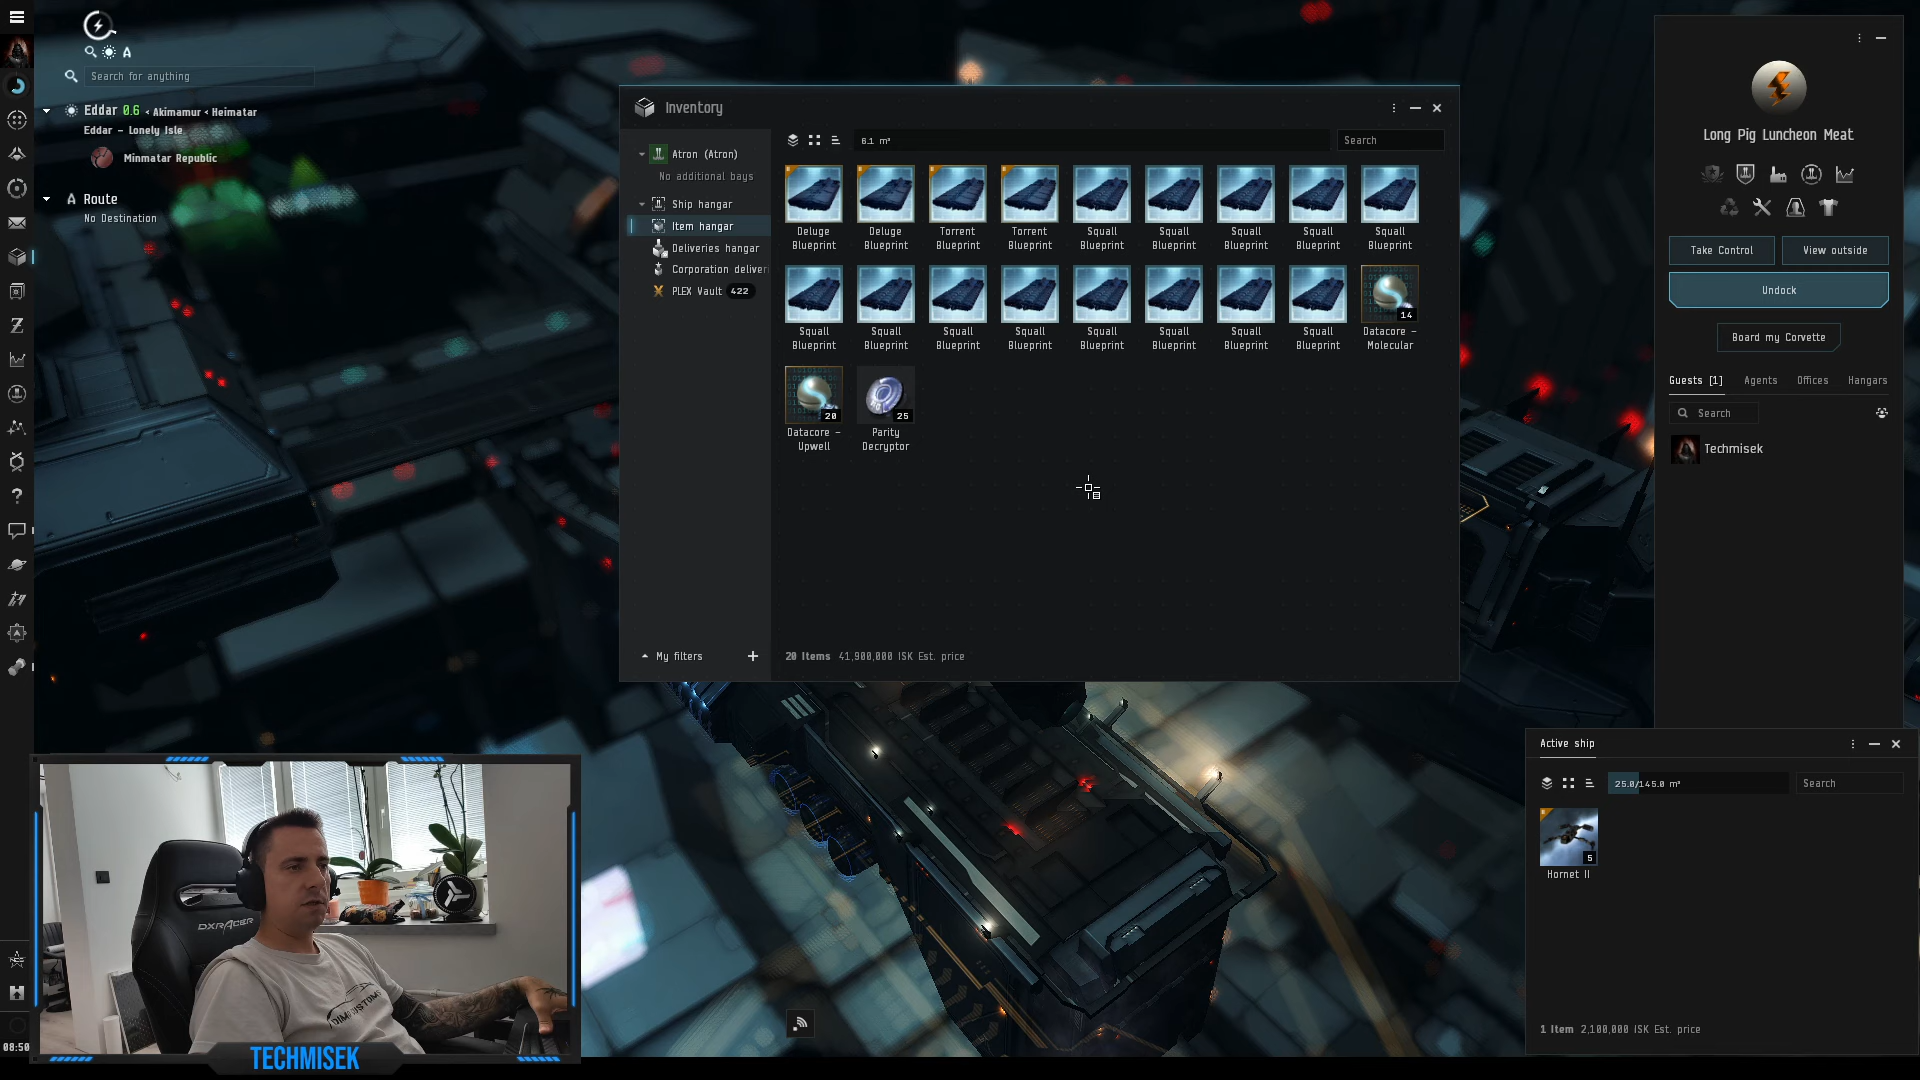 Search for anything
Eddar 0.6 < Akimamur < Heimatar
Eddar - Lonely Isle
Minmatar Republic
Route
No Destination
Inventory
Atron (Atron)
No additional bays
Ship hangar
Item hangar
Deliveries hangar
Corporation deliver
PLEX Vault 422
My filters
6.1 m³
Search
Deluge Blueprint
Deluge Blueprint
Torrent Blueprint
Torrent Blueprint
Squall Blueprint
Squall Blueprint
Squall Blueprint
Squall Blueprint
Squall Blueprint
Squall Blueprint
Squall Blueprint
Squall Blueprint
Squall Blueprint
Squall Blueprint
Squall Blueprint
Squall Blueprint
Squall Blueprint
14
Datacore - Molecular
20
Datacore - Upwell
25
Parity Decryptor
20 Items 41,900,000 ISK Est. price
Long Pig Luncheon Meat
Take Control
View outside
Undock
Board my Corvette
Guests [1] Agents Offices Hangars
Search
Techmisek
Active ship
25.0/145.0 m³
Search
5
Hornet II
1 Item 2,100,000 ISK Est. price
DXRACER
DIMCUSTOMS
TECHMISEK
08:50